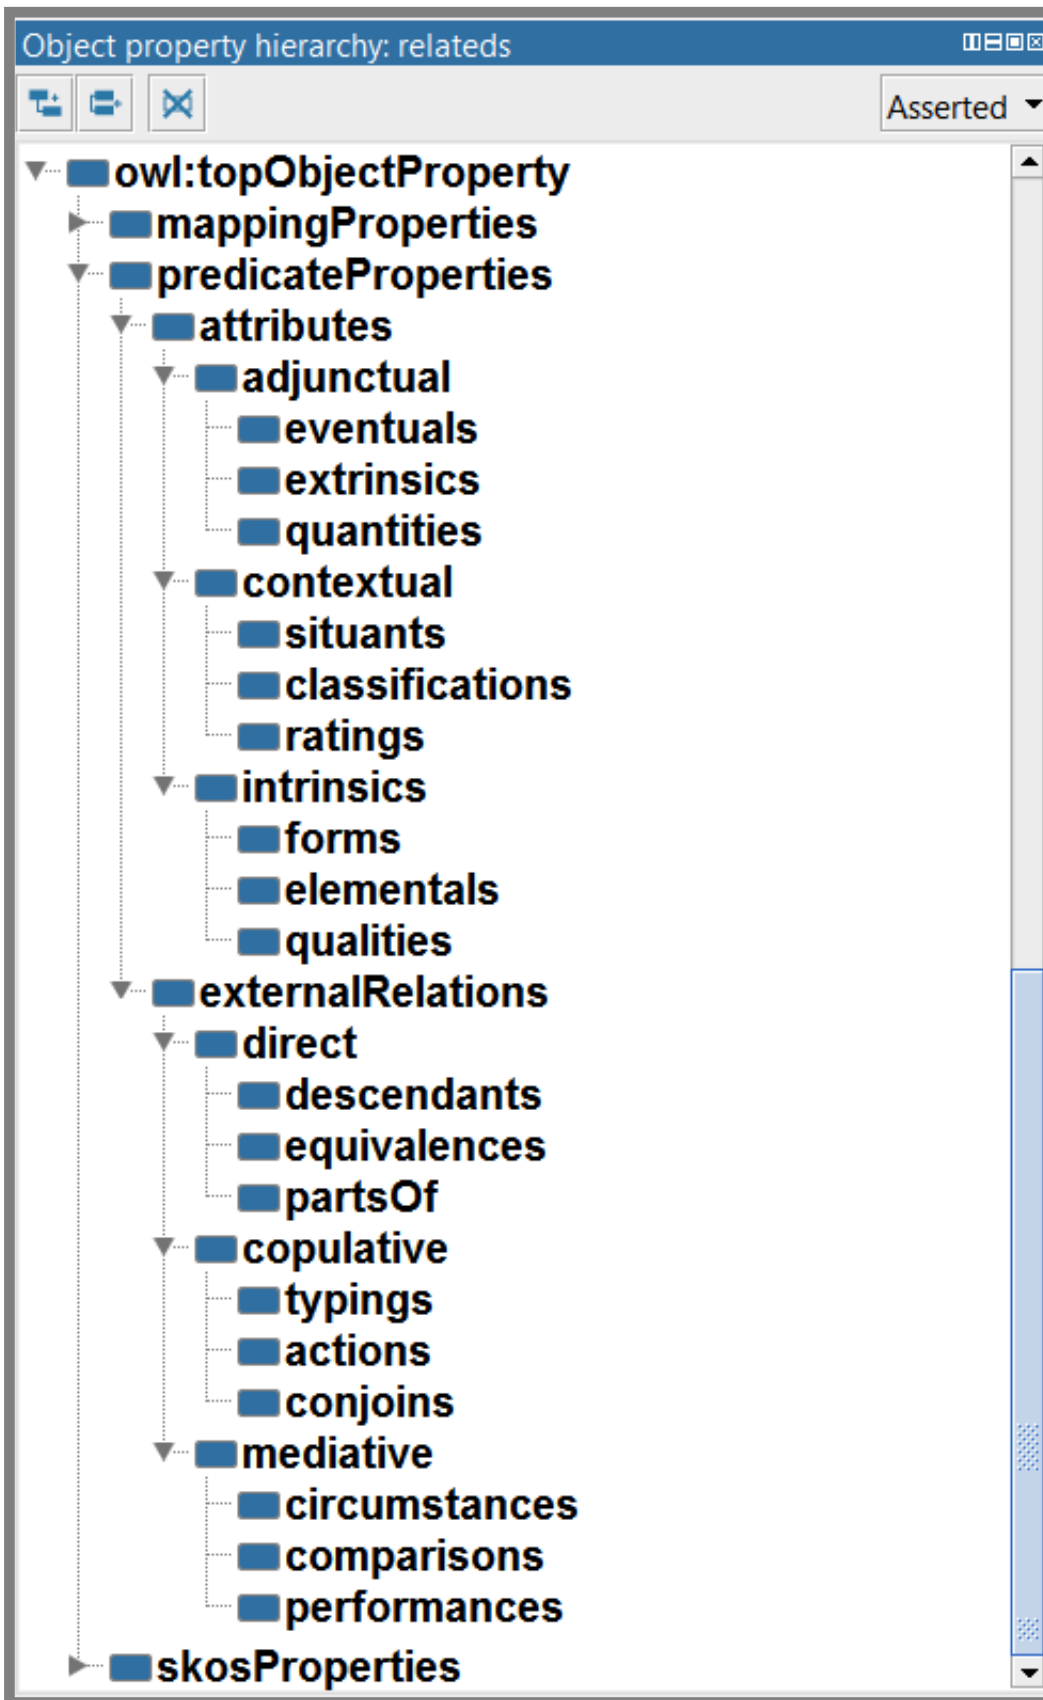 Object property hierarchy: relateds
Asserted
owl:topObjectProperty
mappingProperties
predicateProperties
attributes
adjunctual
eventuals
extrinsics
quantities
contextual
situants
classifications
ratings
intrinsics
forms
elementals
qualities
externalRelations
direct
descendants
equivalences
partsOf
copulative
typings
actions
conjoins
mediative
circumstances
comparisons
performances
skosProperties